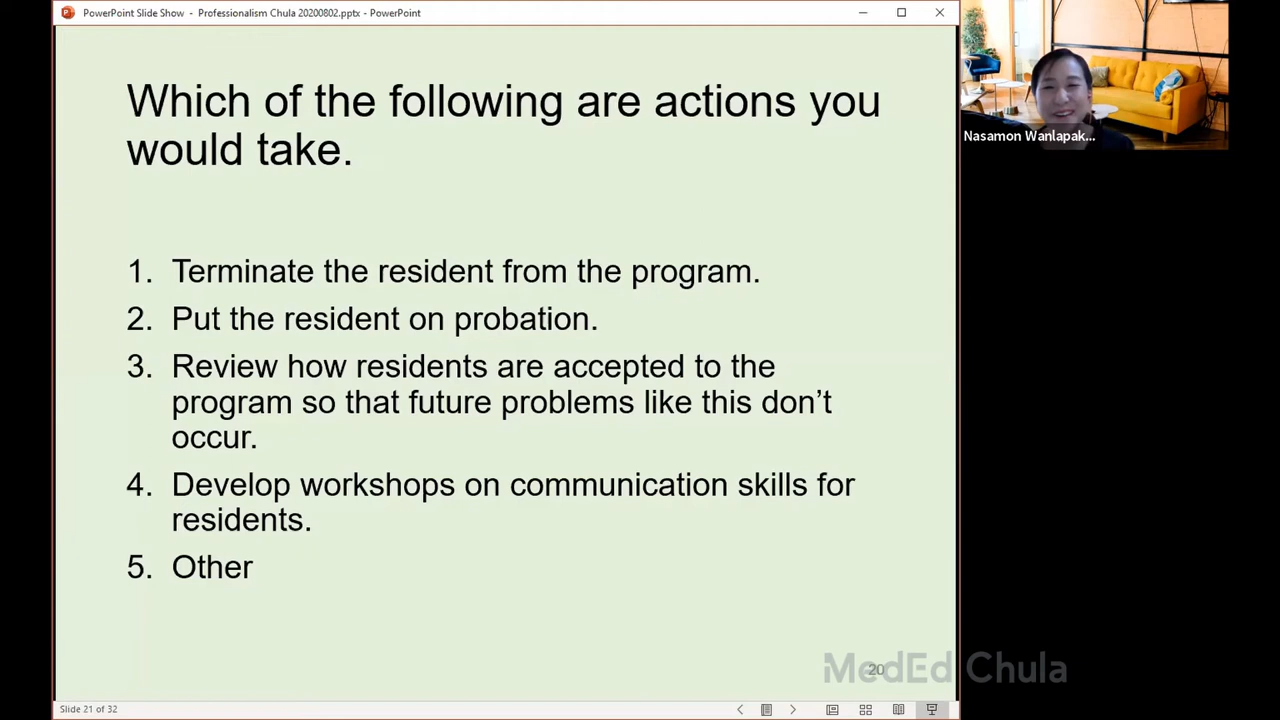 PowerPoint Slide Show - Professionalism Chula 20200802.pptx - PowerPoint
Which of the following are actions you
would take.
Nasamon Wanlapak...
1. Terminate the resident from the program.
2. Put the resident on probation.
3. Review how residents are accepted to the
program so that future problems like this don’t
occur.
4. Develop workshops on communication skills for
residents.
5. Other
20
MedEd Chula
Slide 21 of 32